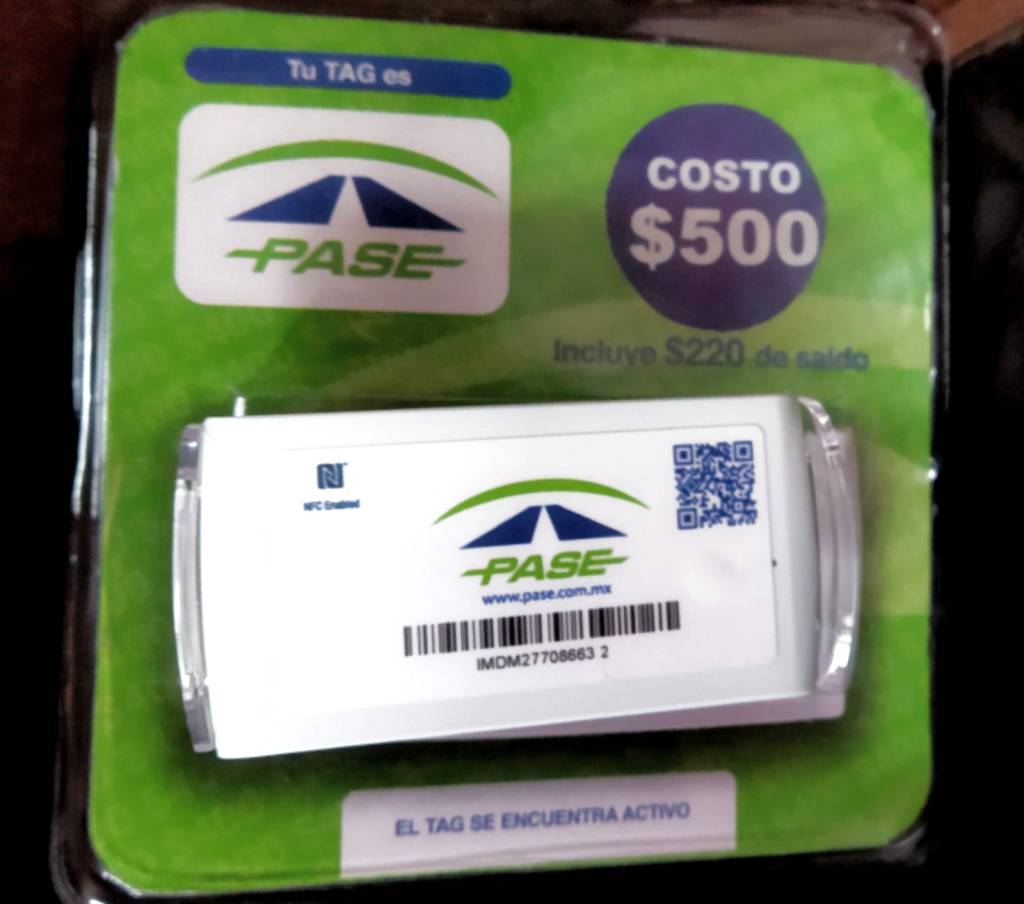 Tu TAG es
PASE
COSTO
$500
Incluye $220 de saldo
NFC Enabled
PASE
www.pase.com.mx
IMDM27708663 2
EL TAG SE ENCUENTRA ACTIVO